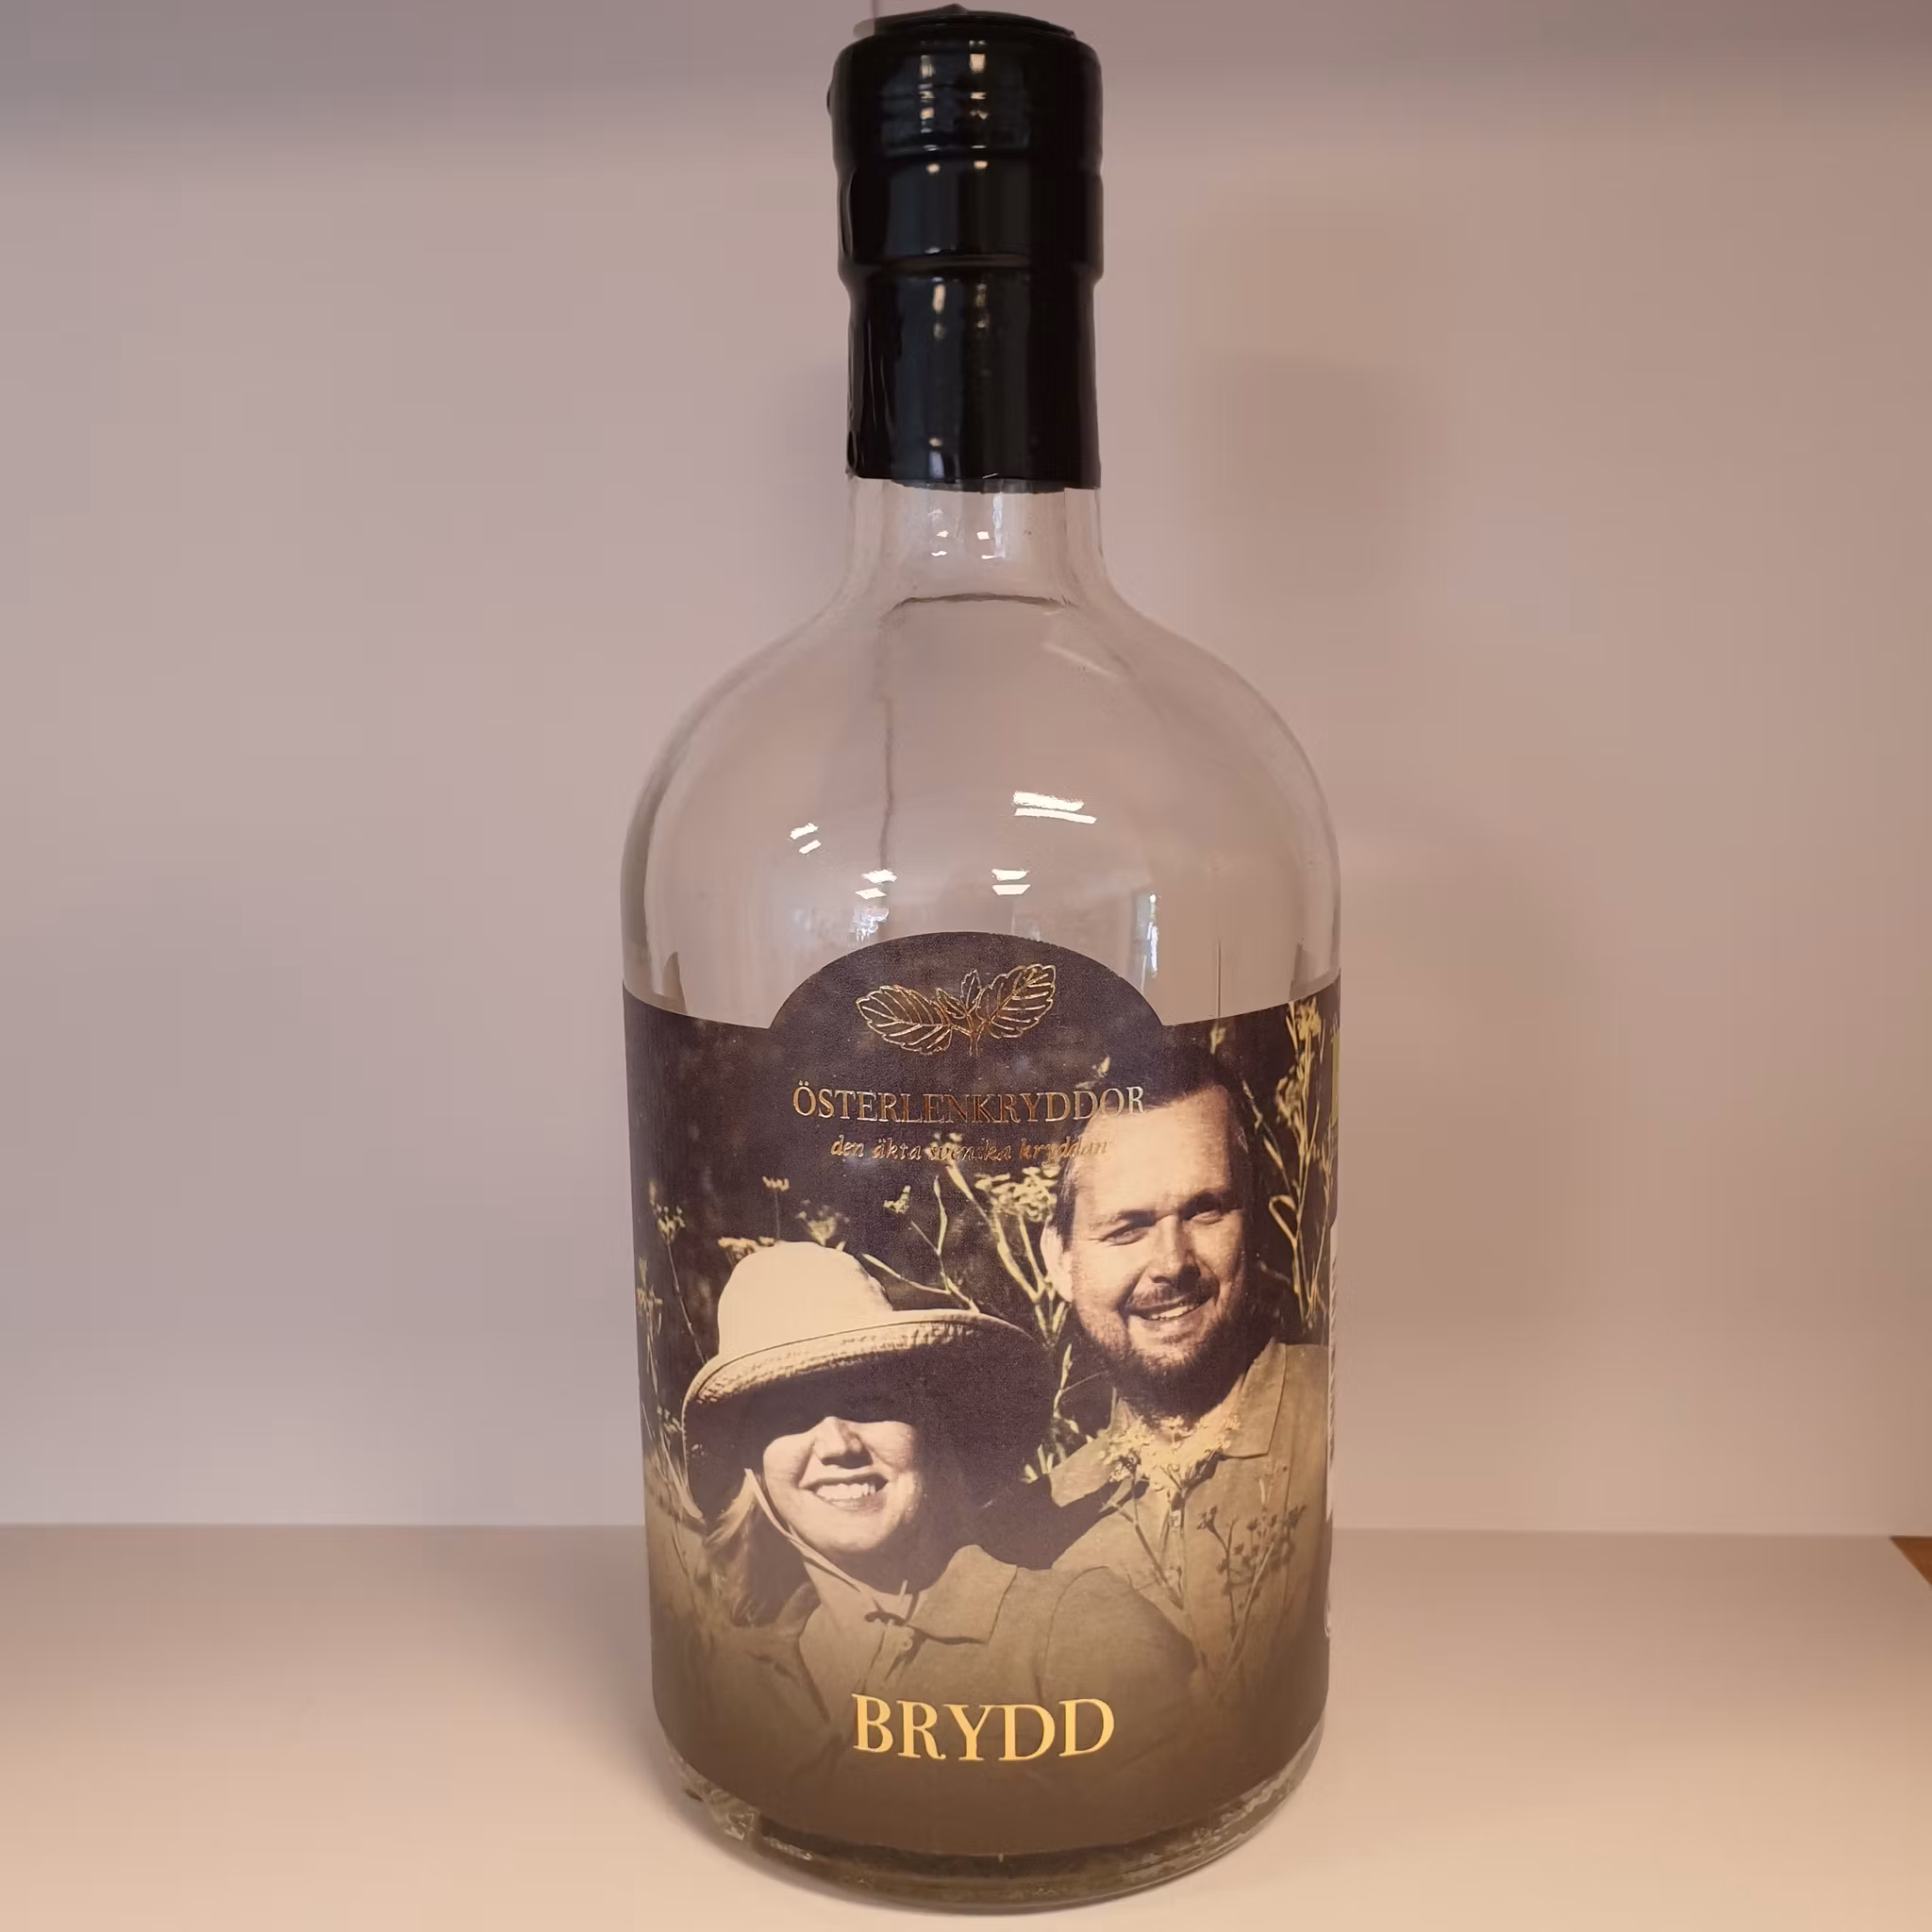 ÖSTERLENKRYDDOR
den äkta svenska kryddan
BRYDD